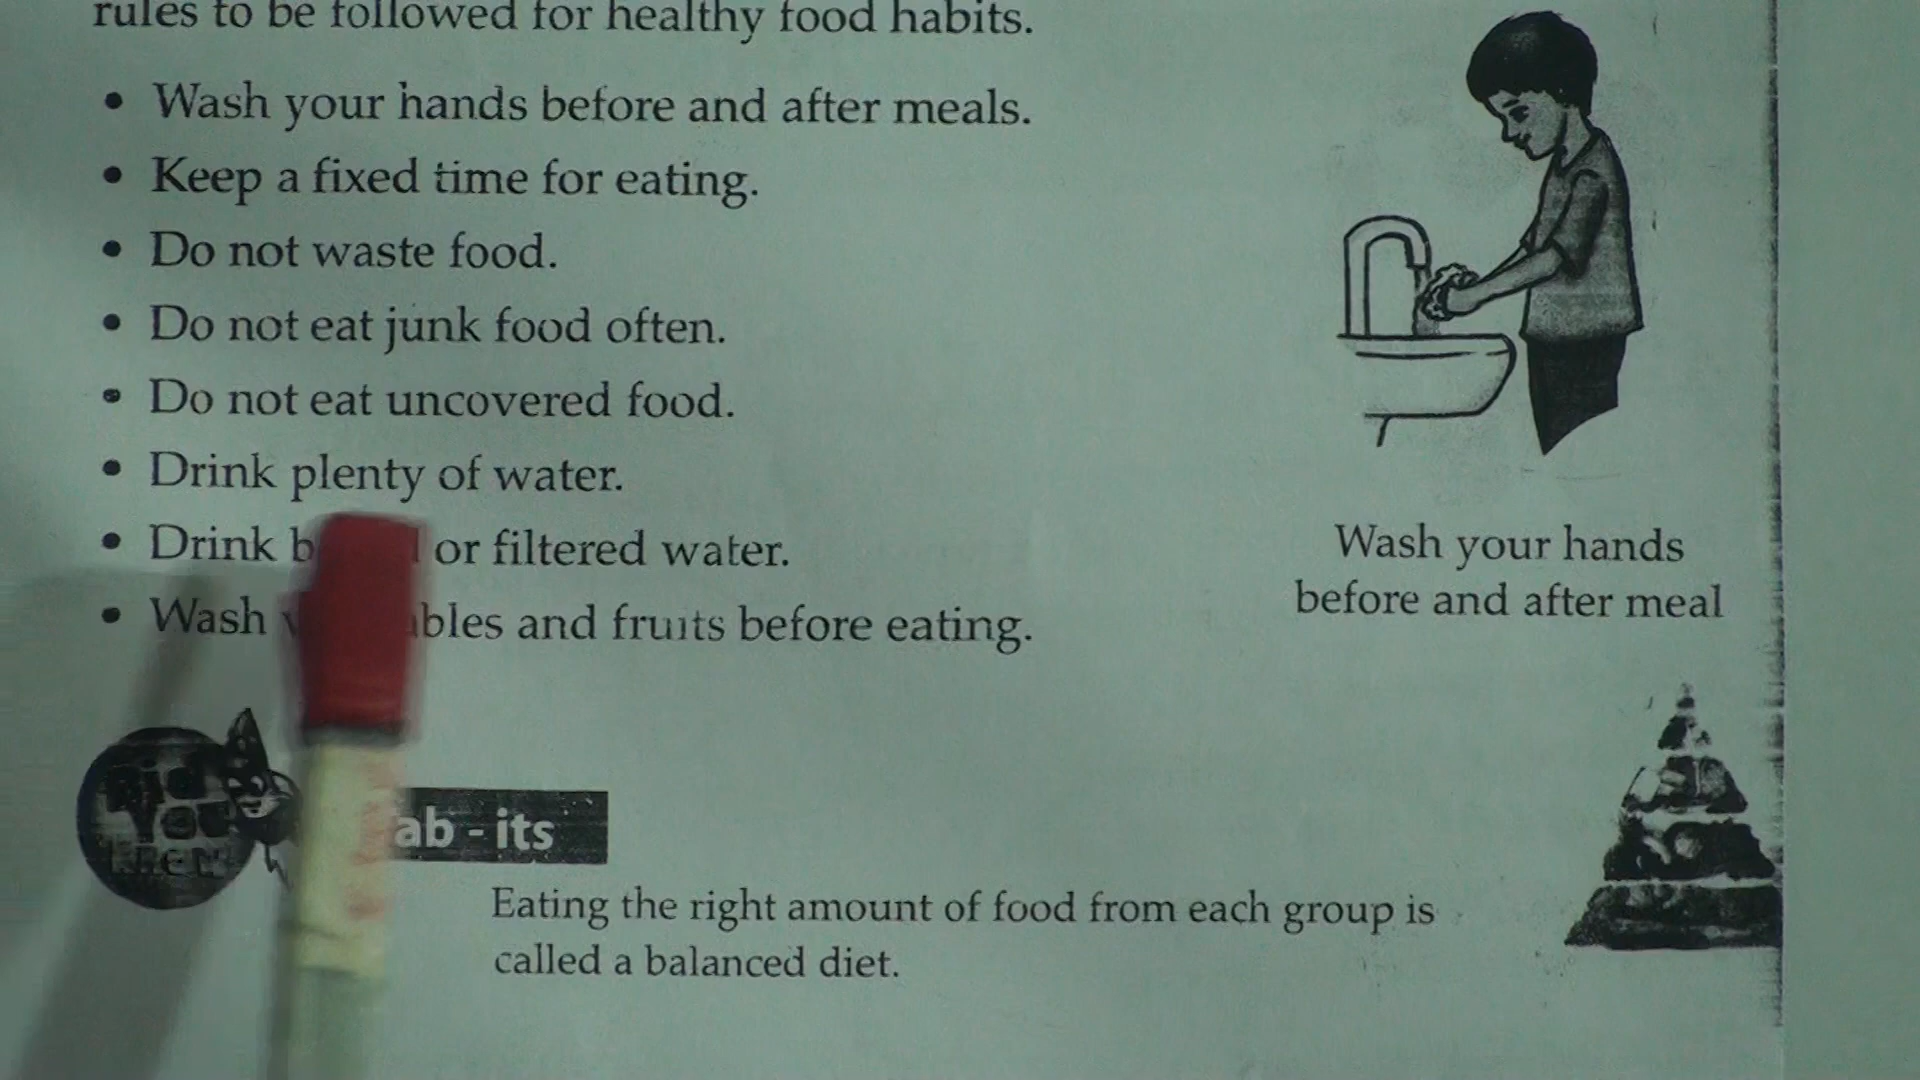 rules to be followed for healthy food habits.
• Wash your hands before and after meals.
• Keep a fixed time for eating.
• Do not waste food.
• Do not eat junk food often.
• Do not eat uncovered food.
• Drink plenty of water.
• Drink or filtered water.
• Wash and fruits before eating.
Wash your hands
before and after meal
Did
You
ab - its
Eating the right amount of food from each group is
called a balanced diet.